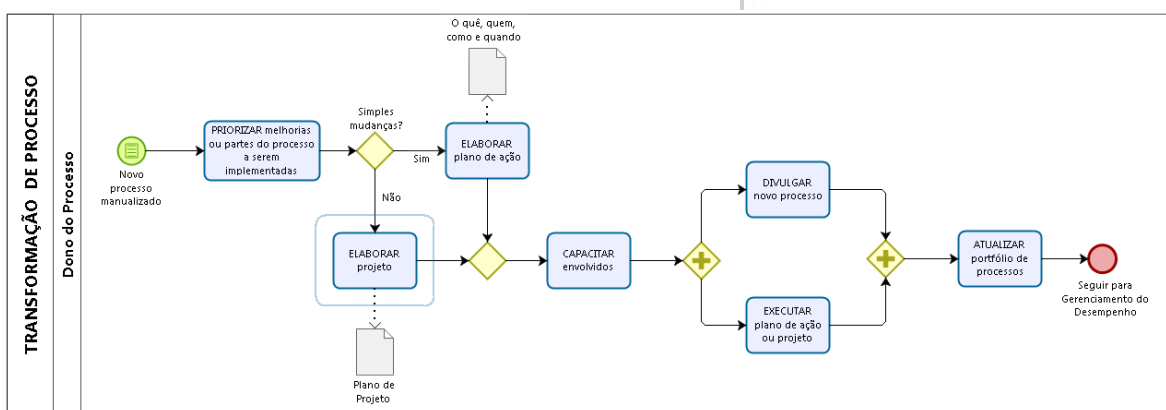 TRANSFORMAÇÃO DE PROCESSO
Dono do Processo
Novo
processo
manualizado
PRIORIZAR melhorias
ou partes do processo
a serem
implementadas
Simples
mudanças?
Sim
Não
O quê, quem,
como e quando
ELABORAR
plano de ação
ELABORAR
projeto
Plano de
Projeto
CAPACITAR
envolvidos
DIVULGAR
novo processo
EXECUTAR
plano de ação
ou projeto
ATUALIZAR
portfólio de
processos
Seguir para
Gerenciamento do
Desempenho